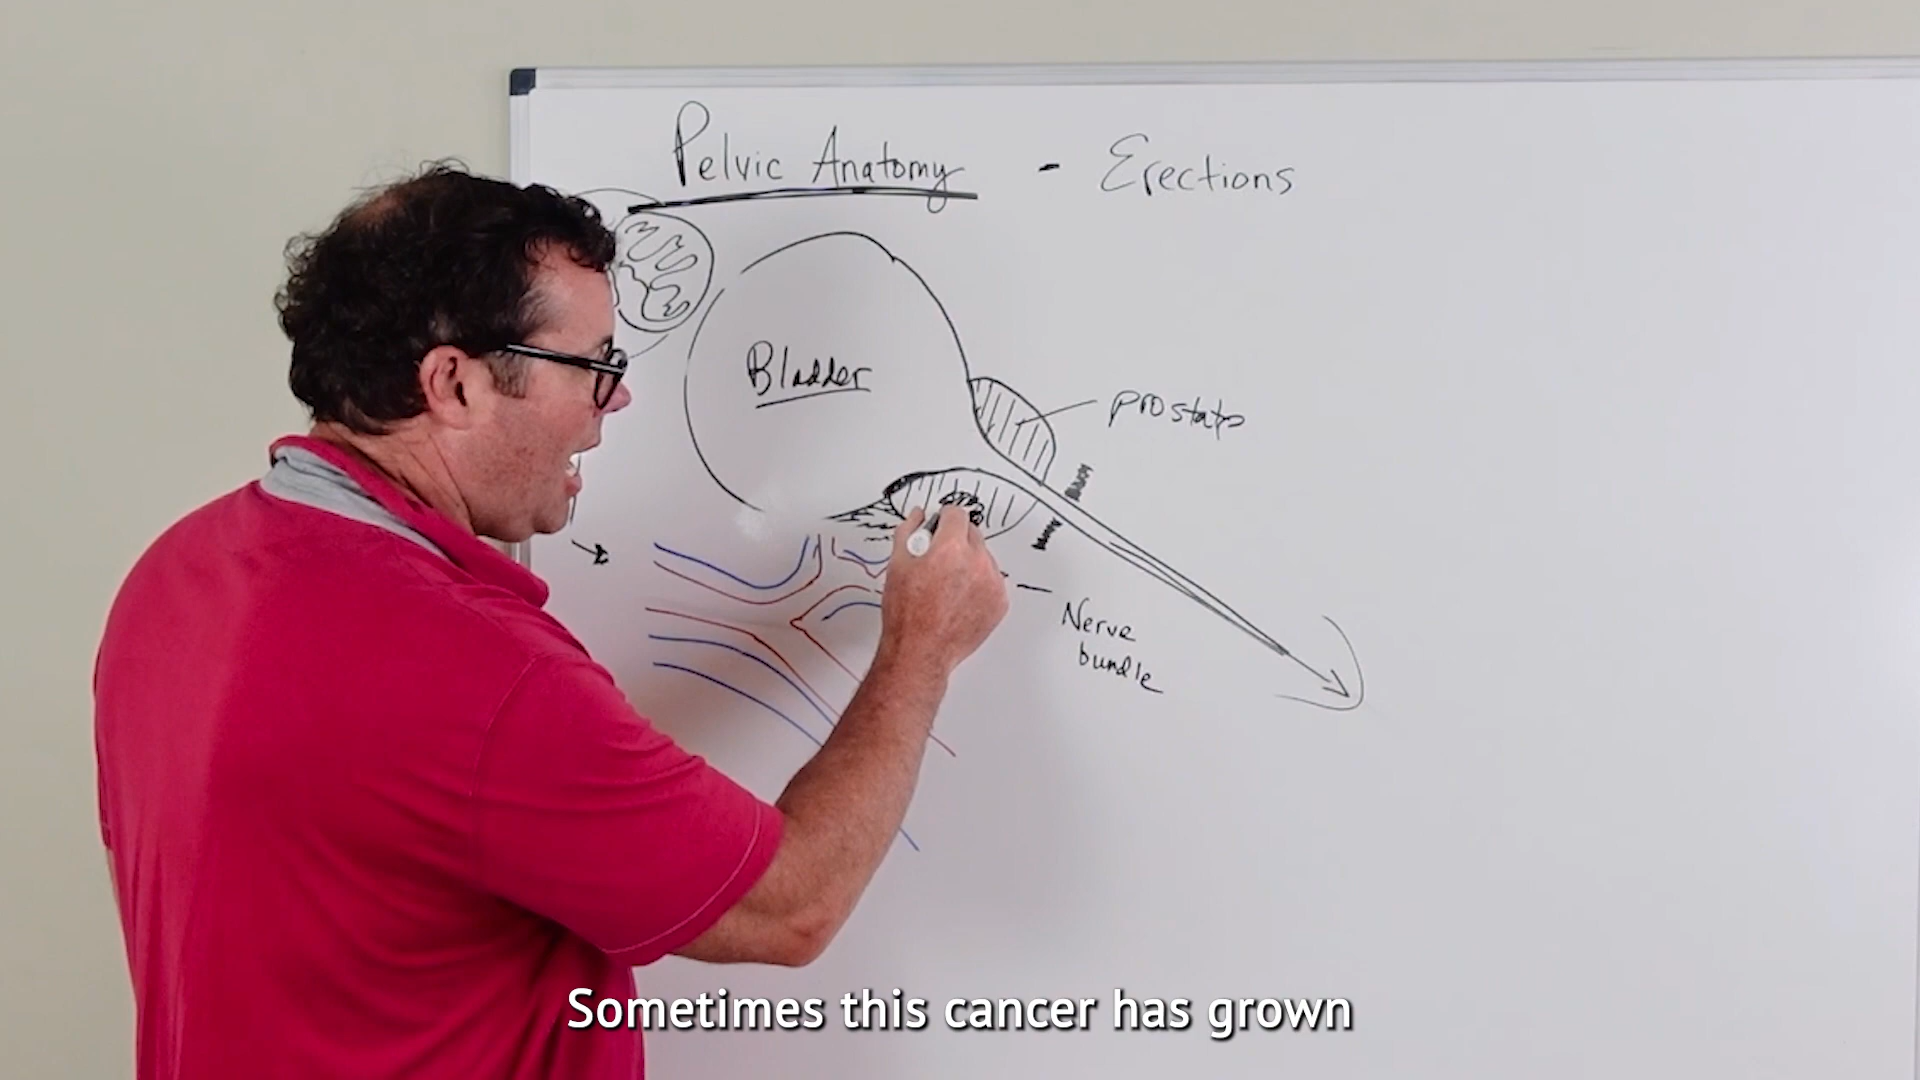 Pelvic Anatomy - Erections
Bladder
prostate
Nerve
bundle
Sometimes this cancer has grown